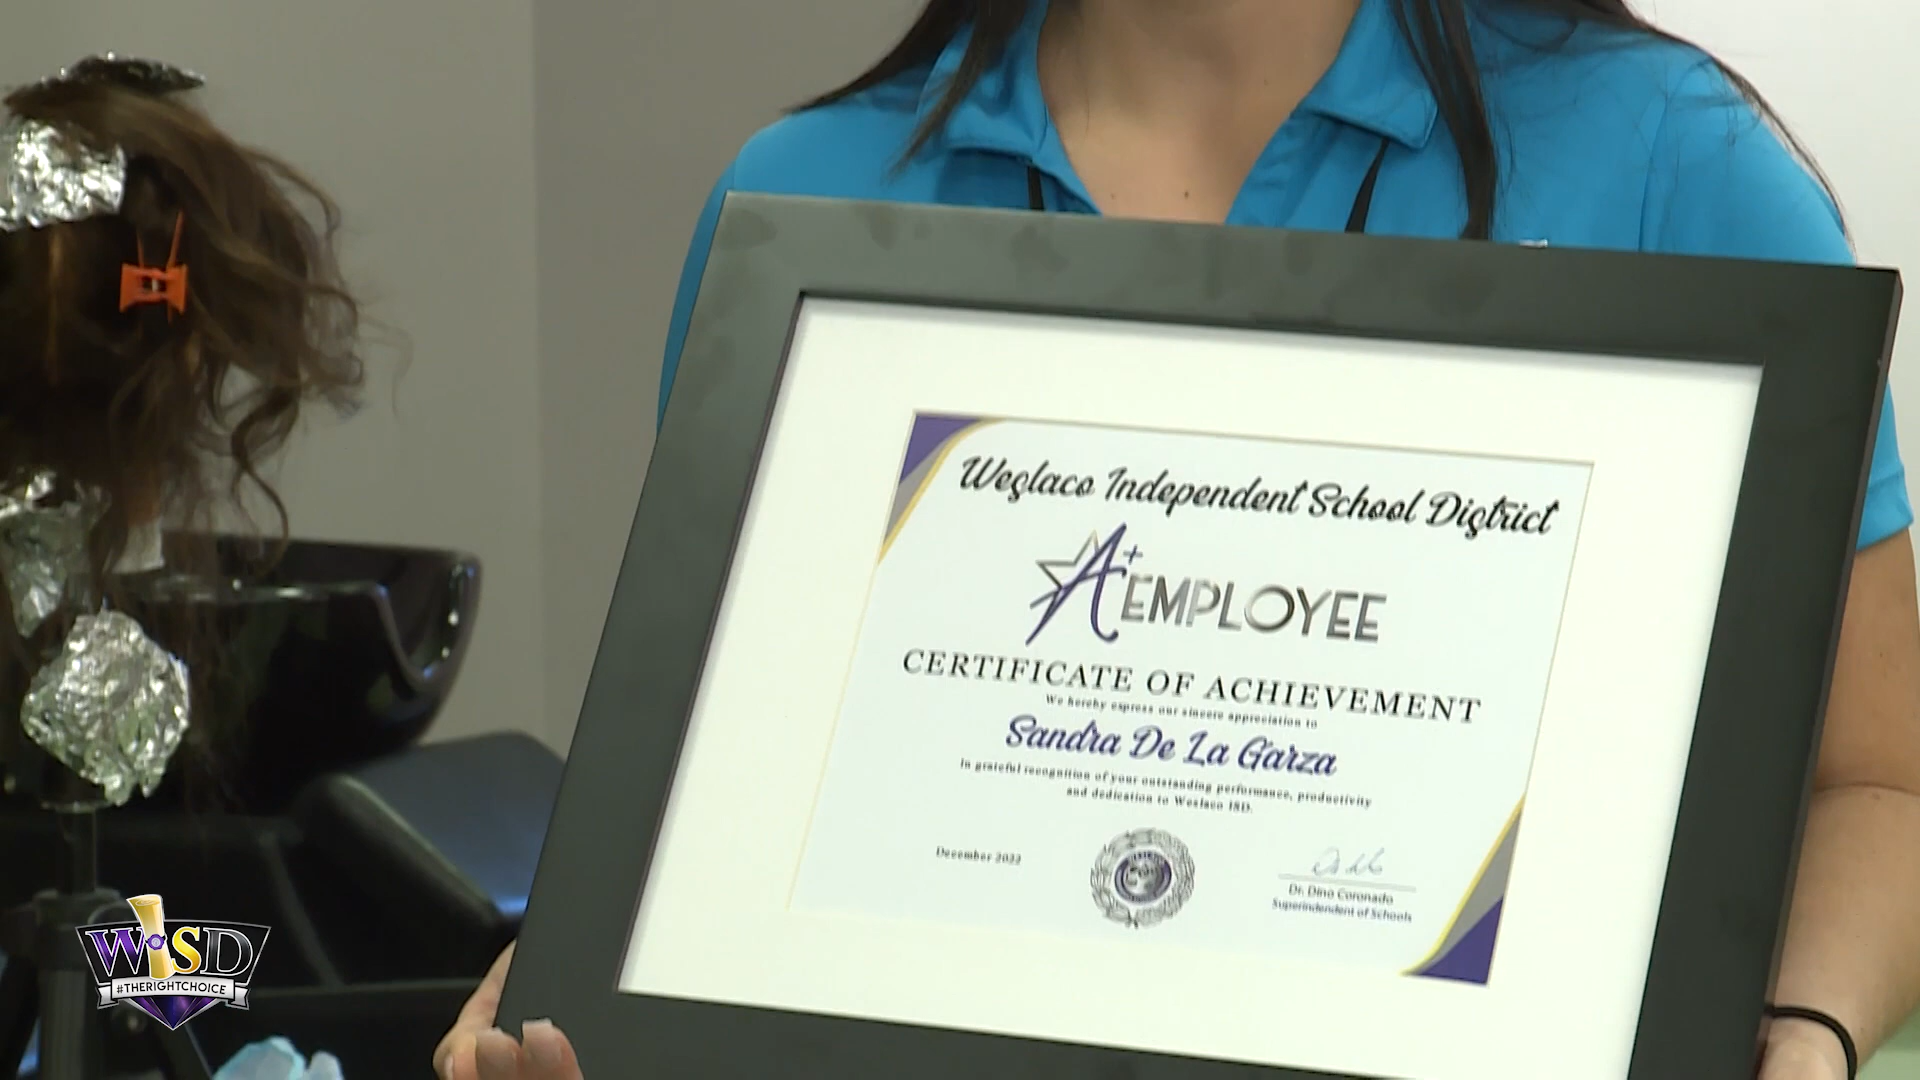 Weslaco Independent School District
A+ EMPLOYEE
CERTIFICATE OF ACHIEVEMENT
We hereby express our sincere appreciation to
Sandra De La Garza
In grateful recognition of your outstanding performance, productivity
and dedication to Weslaco ISD.
December 2022
Dr. Dino Coronado
Superintendent of Schools
WISD
#THERIGHTCHOICE